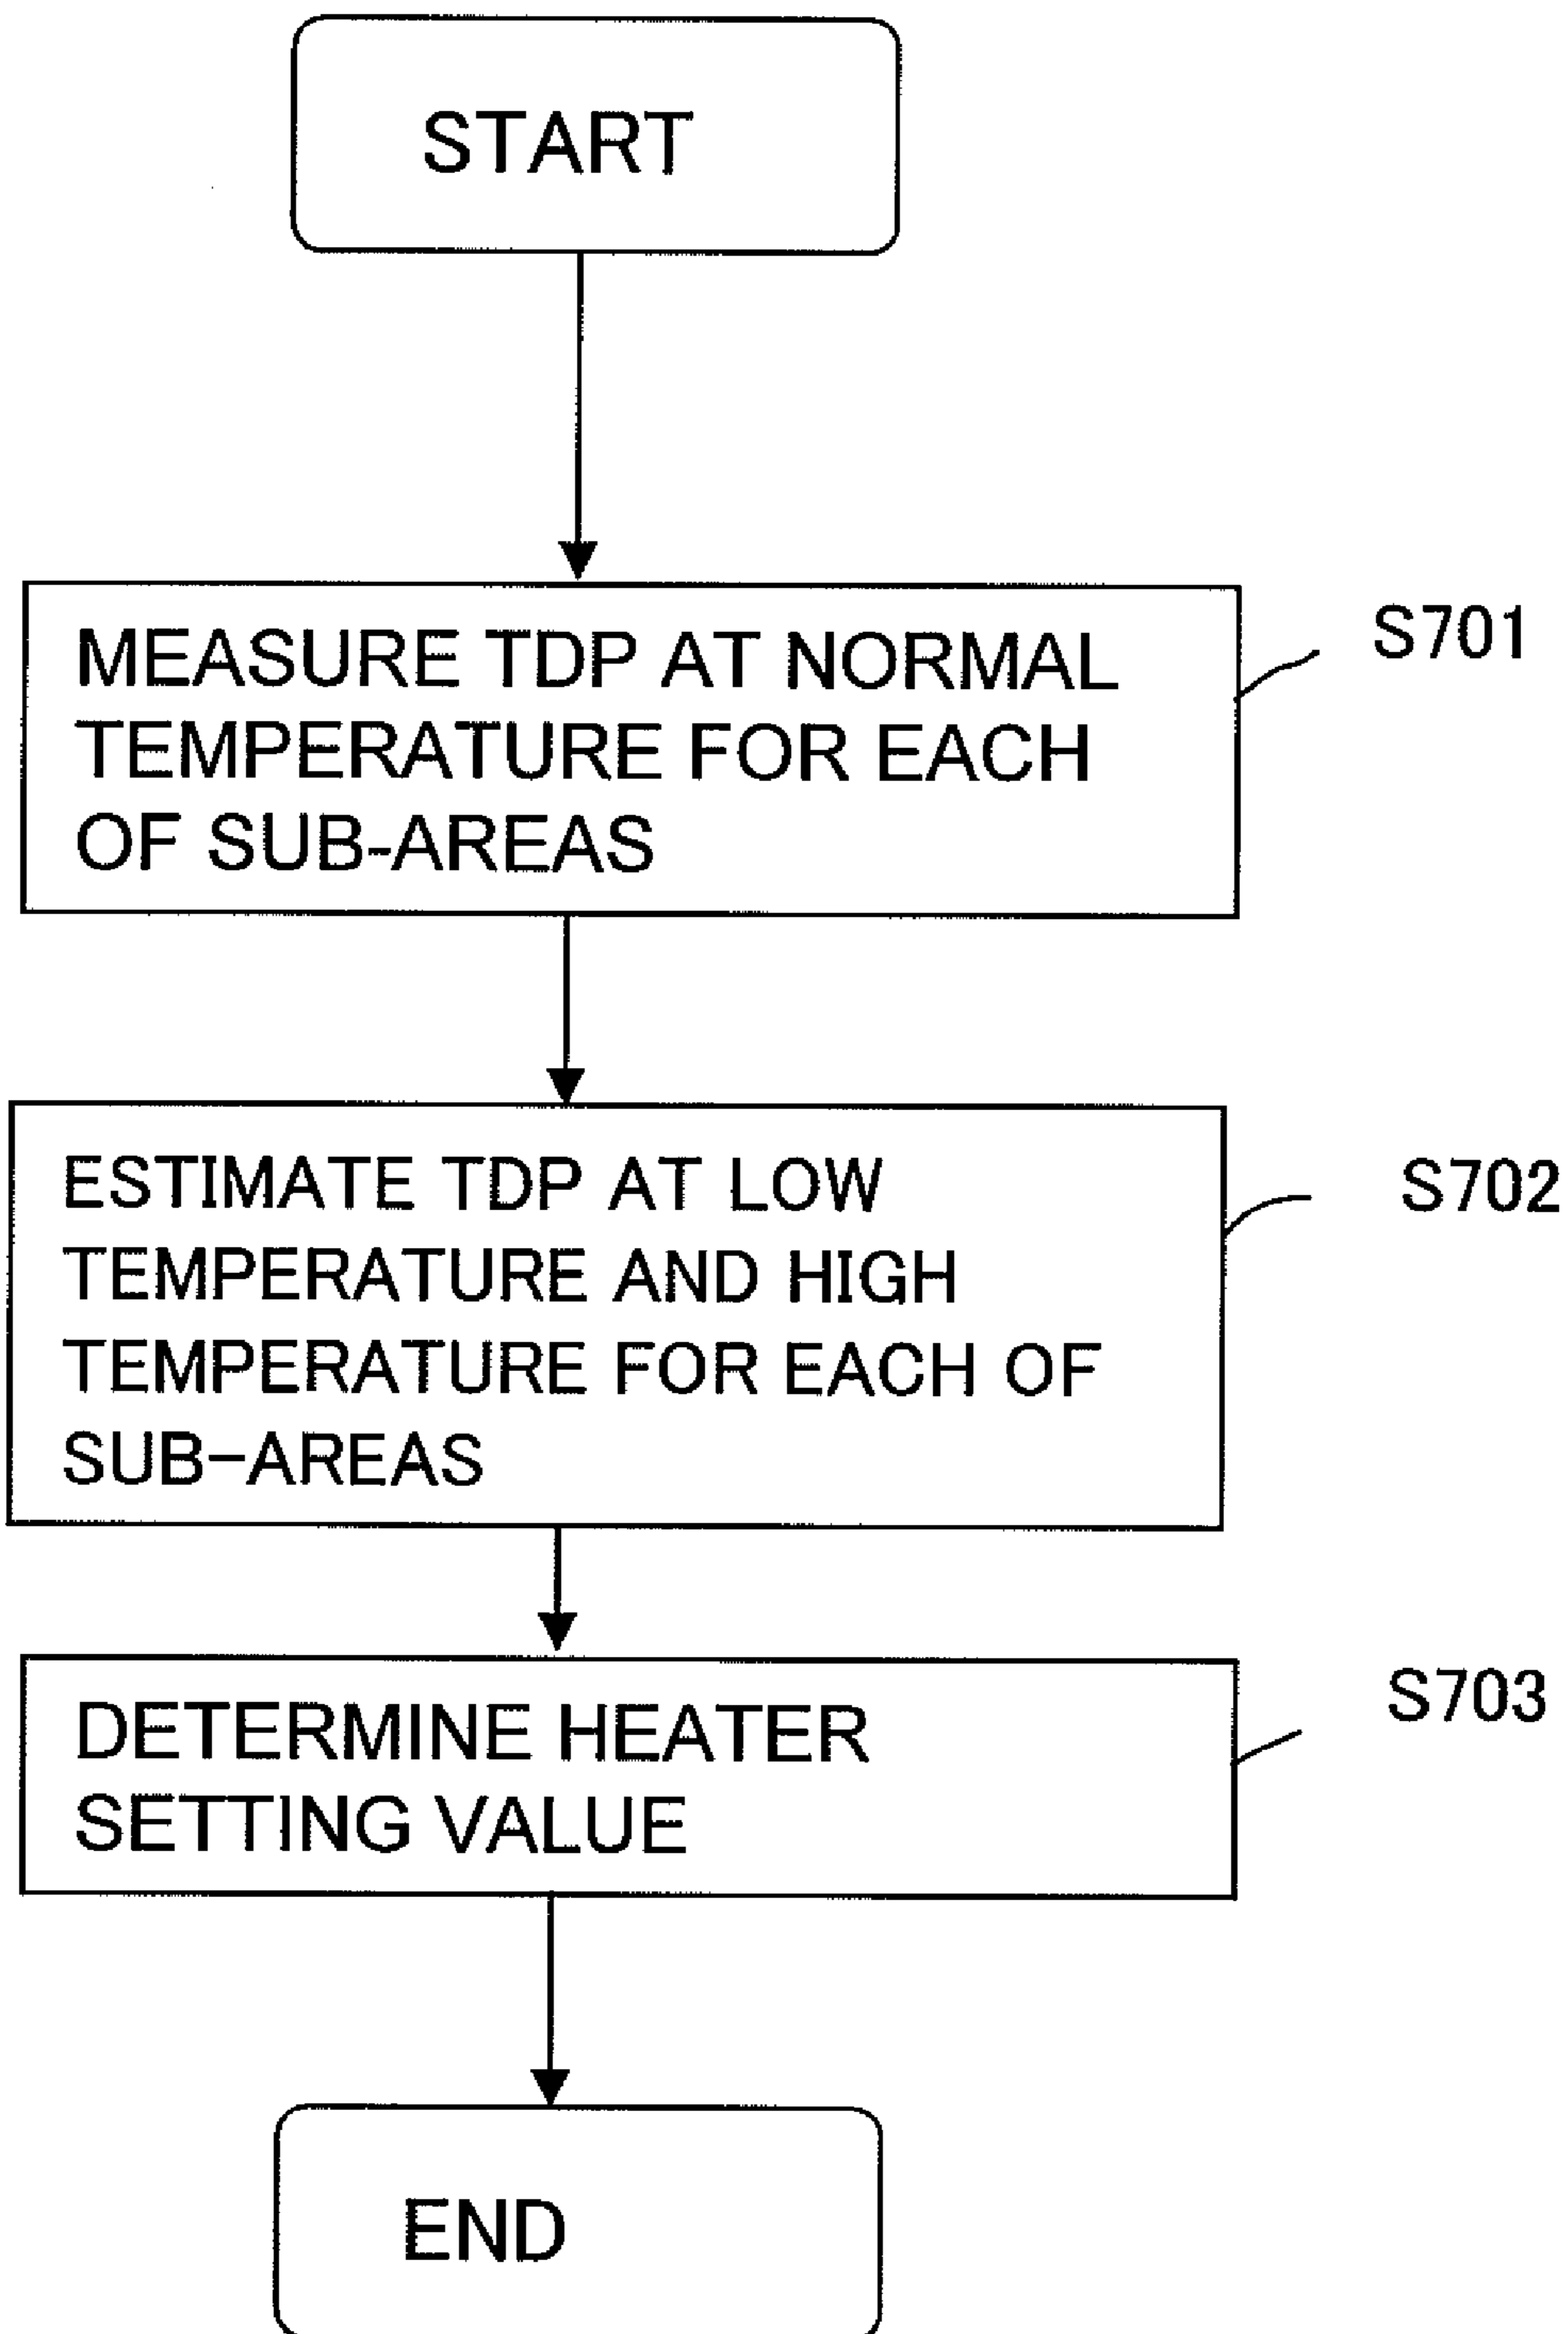 START
MEASURE TDP AT NORMAL
TEMPERATURE FOR EACH
OF SUB-AREAS
S701
ESTIMATE TDP AT LOW
TEMPERATURE AND HIGH
TEMPERATURE FOR EACH OF
SUB-AREAS
S702
DETERMINE HEATER
SETTING VALUE
S703
END